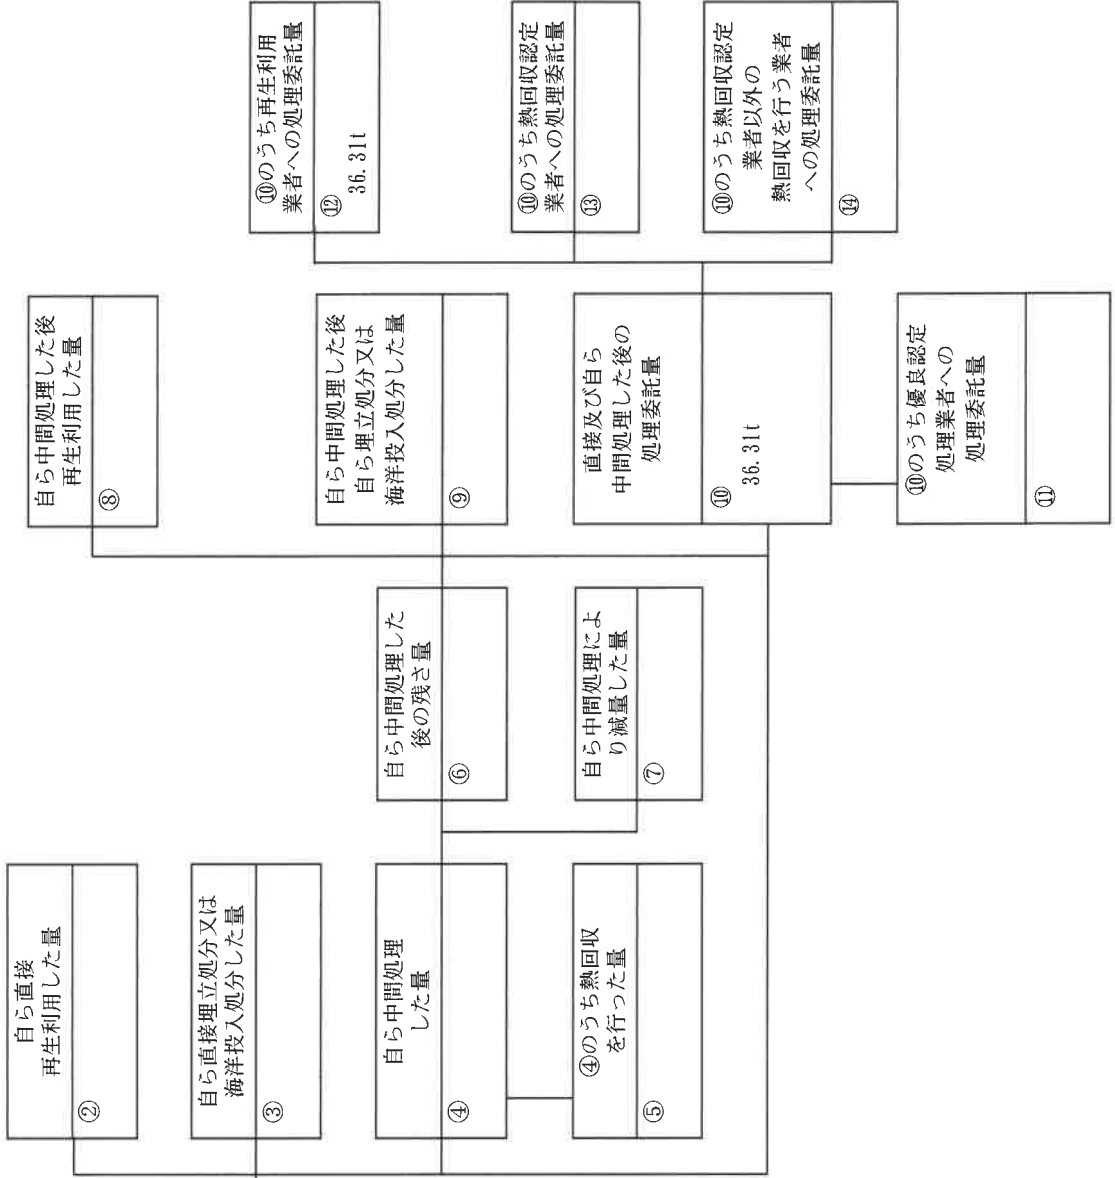 自ら直接
再生利用した量
②
自ら直接埋立処分又は
海洋投入処分した量
③
自ら中間処理
した量
④
④のうち熱回収
を行った量
⑤
自ら中間処理した
後の残さ量
⑥
自ら中間処理によ
り減量した量
⑦
自ら中間処理した後
再生利用した量
⑧
自ら中間処理した後
自ら埋立処分又は
海洋投入処分した量
⑨
直接及び自ら
中間処理した後の
処理委託量
⑩
36.31t
⑩のうち優良認定
処理業者への
処理委託量
⑪
⑩のうち再生利用
業者への処理委託量
⑫
36.31t
⑩のうち熱回収認定
業者への処理委託量
⑬
⑩のうち熱回収認定
業者以外の
熱回収を行う業者
への処理委託量
⑭